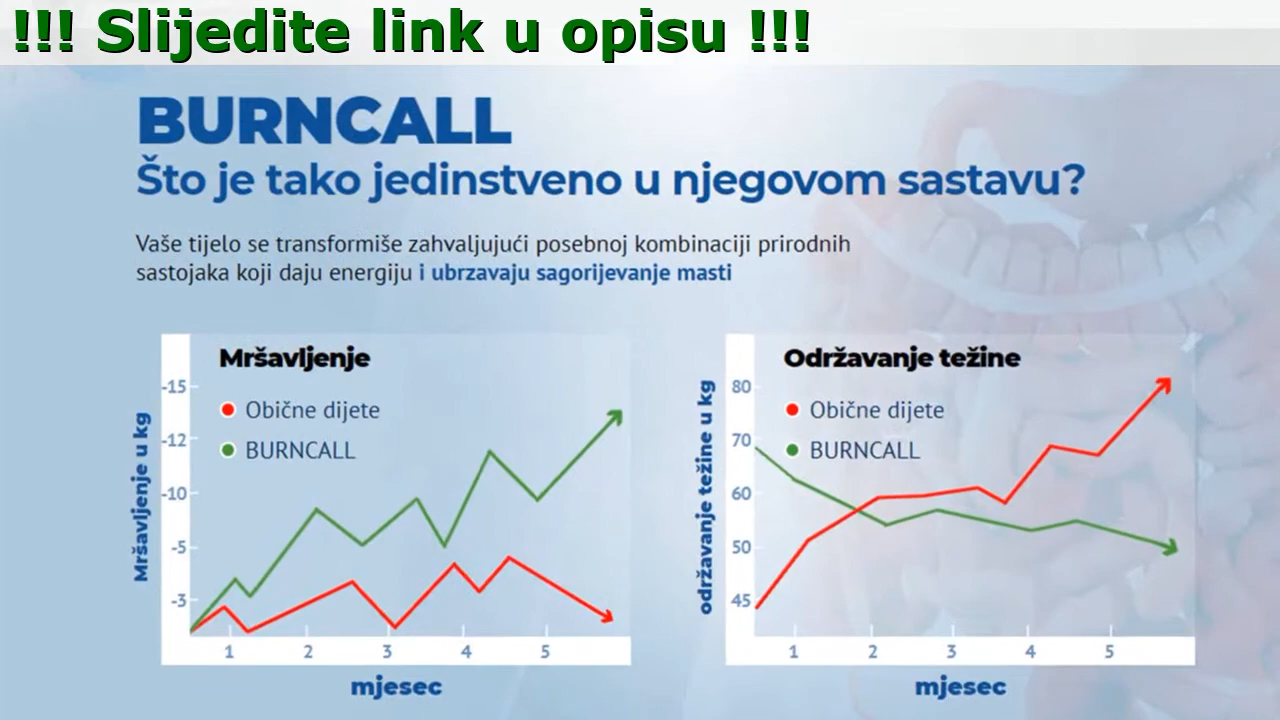 !!! Slijedite link u opisu !!!
BURNCALL
Što je tako jedinstveno u njegovom sastavu?
Vaše tijelo se transformiše zahvaljujući posebnoj kombinaciji prirodnih
sastojaka koji daju energiju i ubrzavaju sagorijevanje masti
Mršavljenje
Obične dijete
BURNCALL
Mršavljenje u kg
-15
-12
-10
-5
-3
1 2 3 4 5
mjesec
Održavanje težine
Obične dijete
BURNCALL
održavanje težine u kg
80
70
60
50
45
1 2 3 4 5
mjesec